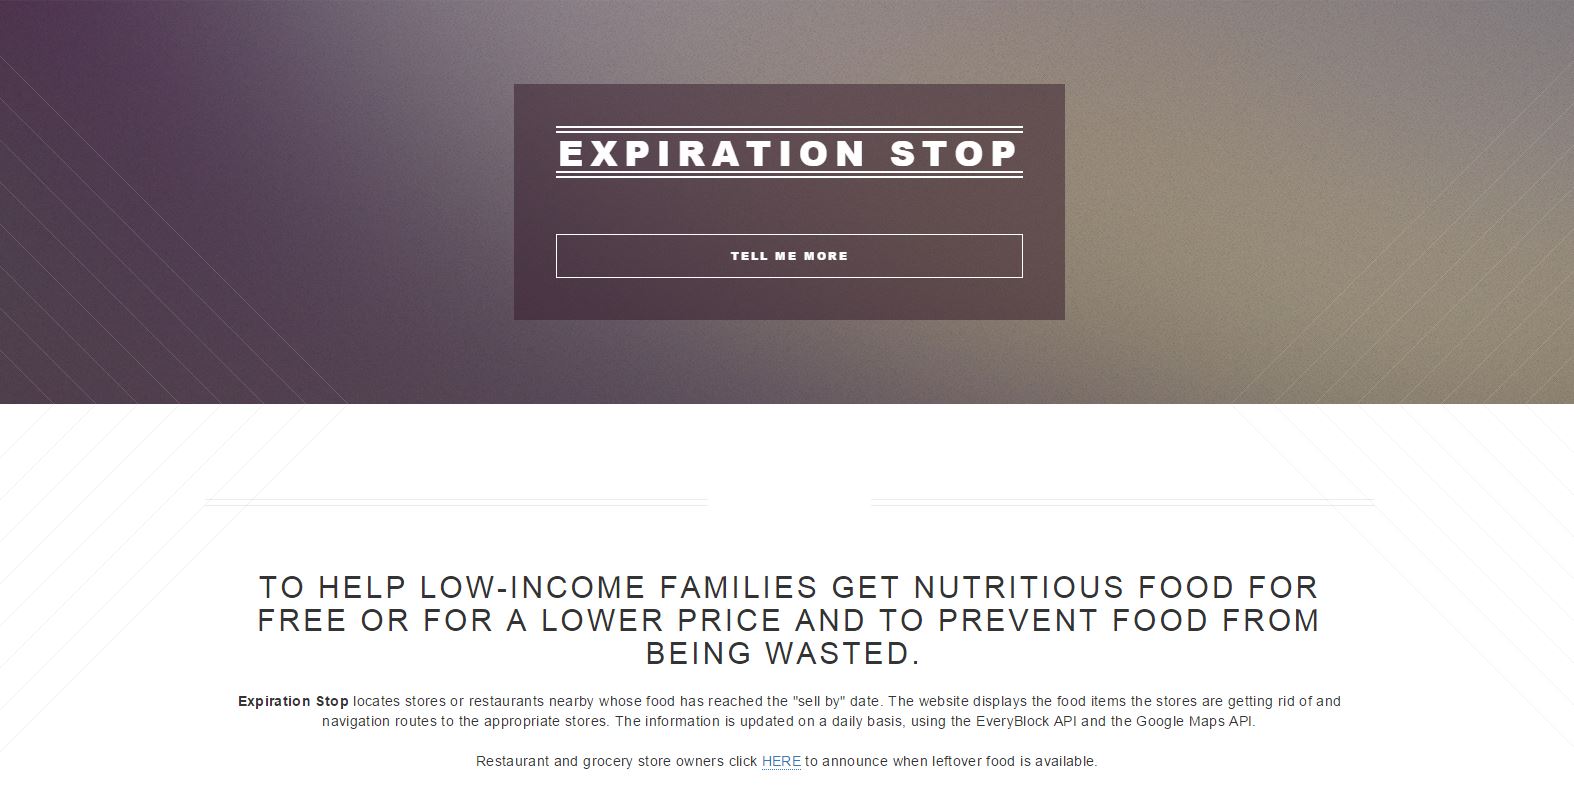 EXPIRATION STOP
TELL ME MORE
TO HELP LOW-INCOME FAMILIES GET NUTRITIOUS FOOD FOR
FREE OR FOR A LOWER PRICE AND TO PREVENT FOOD FROM
BEING WASTED.
Expiration Stop locates stores or restaurants nearby whose food has reached the "sell by" date. The website displays the food items the stores are getting rid of and
navigation routes to the appropriate stores. The information is updated on a daily basis, using the EveryBlock API and the Google Maps API.
Restaurant and grocery store owners click HERE to announce when leftover food is available.